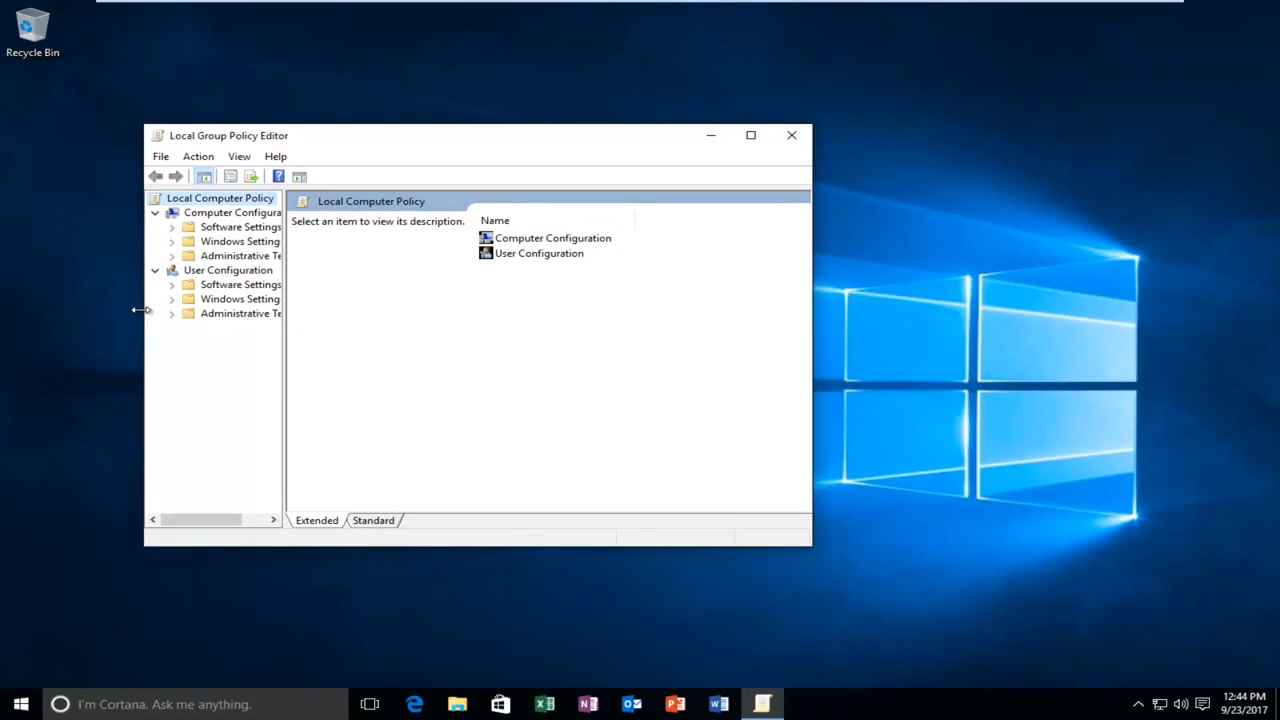 Recycle Bin
Local Group Policy Editor
File Action View Help
Local Computer Policy
Computer Configura
Software Settings
Windows Setting
Administrative Te
User Configuration
Software Settings
Windows Setting
Administrative Te
Local Computer Policy
Select an item to view its description.
Name
Computer Configuration
User Configuration
Extended Standard
I'm Cortana. Ask me anything.
12:44 PM
9/23/2017